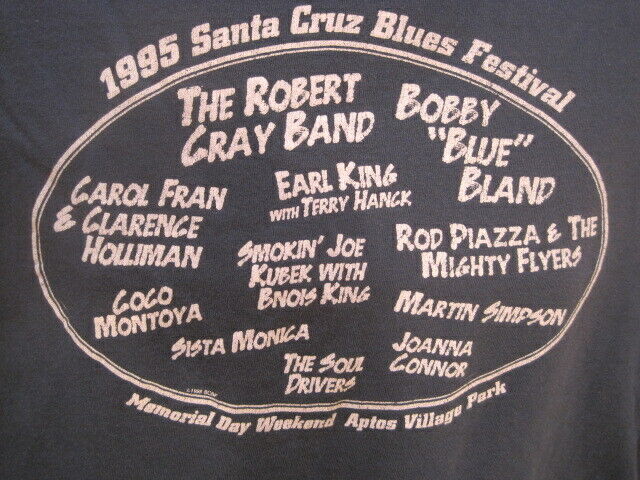 1995 Santa Cruz Blues Festival
THE ROBERT
CRAY BAND
BOBBY
"BLUE"
BLAND
CAROL FRAN
& CLARENCE
HOLLIMAN
EARL KING
WITH TERRY HANCK
SMOKIN' JOE
KUBEK WITH
BNOIS KING
ROD PIAZZA & THE
MIGHTY FLYERS
COCO
MONTOYA
MARTIN SIMPSON
SISTA MONICA
THE SOUL
DRIVERS
JOANNA
CONNOR
Memorial Day Weekend Aptos Village Park